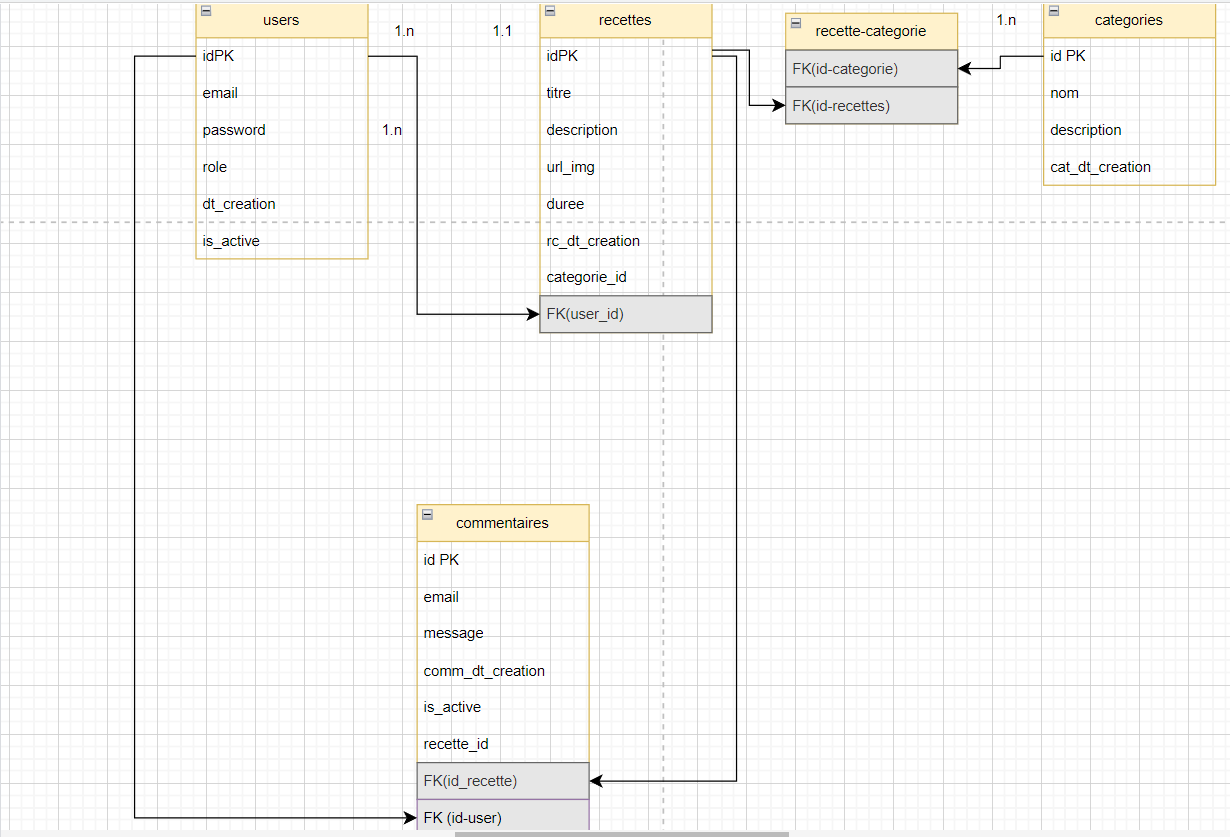 users
idPK
email
password
role
dt_creation
is_active
1.n
1.1
1.n
recettes
idPK
titre
description
url_img
duree
rc_dt_creation
categorie_id
FK(user_id)
recette-categorie
FK(id-categorie)
FK(id-recettes)
1.n
categories
id PK
nom
description
cat_dt_creation
commentaires
id PK
email
message
comm_dt_creation
is_active
recette_id
FK(id_recette)
FK (id-user)